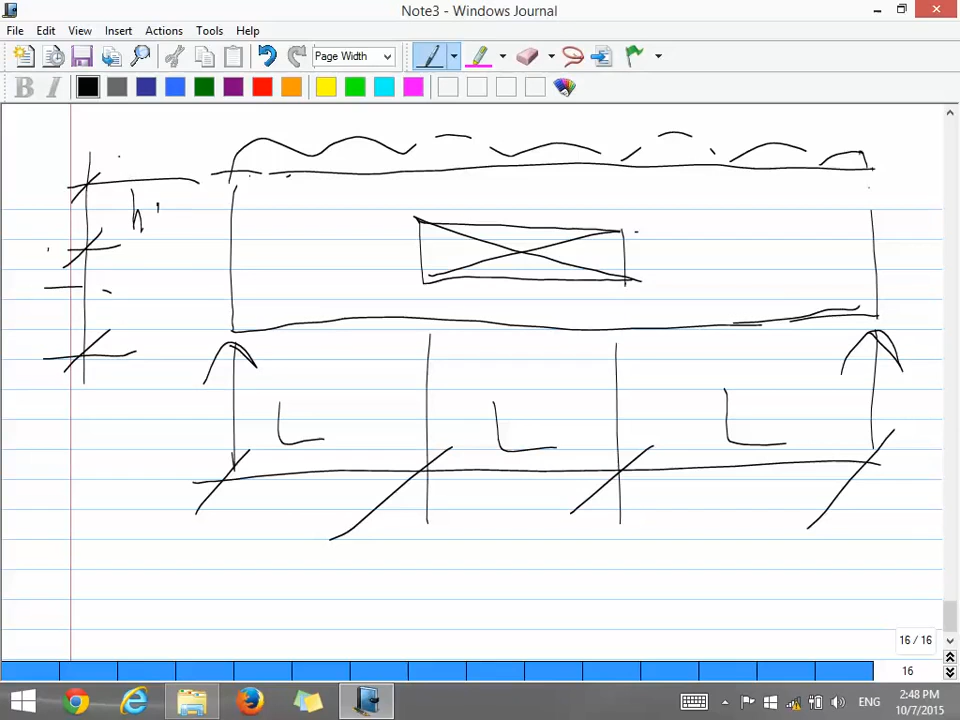 Note3 - Windows Journal
File Edit View Insert Actions Tools Help
Page Width
B I
h'
L L L
16 / 16
16
ENG
2:48 PM
10/7/2015